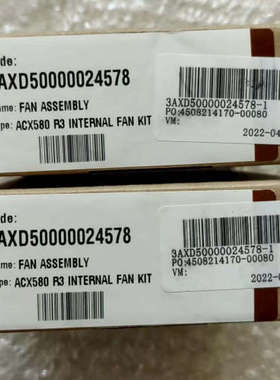 de:
AXD50000024578
me: FAN ASSEMBLY
pe: ACX580 R3 INTERNAL FAN KIT
3AXD50000024578-1
PO:4508214170-00080
VM:
2022-04
de:
AXD50000024578
me: FAN ASSEMBLY
pe: ACX580 R3 INTERNAL FAN KIT
3AXD50000024578-1
PO:4508214170-00080
VM:
2022-0